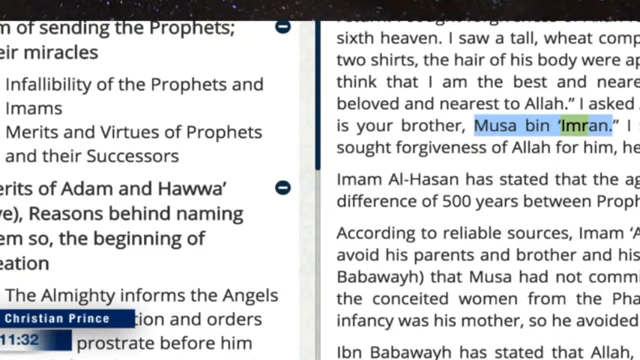 m of sending the Prophets;
eir miracles
Infallibility of the Prophets and
Imams
Merits and Virtues of Prophets
and their Successors
erits of Adam and Hawwa’
ve), Reasons behind naming
em so, the beginning of
eation
The Almighty informs the Angels
tion and orders
prostrate before him
Christian Prince
11:32
sixth heaven. I saw a tall, wheat comp
two shirts, the hair of his body were ap
think that I am the best and neare
beloved and nearest to Allah.” I asked
is your brother, Musa bin ‘Imran.” I s
sought forgiveness of Allah for him, he
Imam Al-Hasan has stated that the ag
difference of 500 years between Proph
According to reliable sources, Imam ‘A
avoid his parents and brother and his
Babawayh) that Musa had not commi
the conceited women from the Pha
infancy was his mother, so he avoided
Ibn Babawayh has stated that Allah,